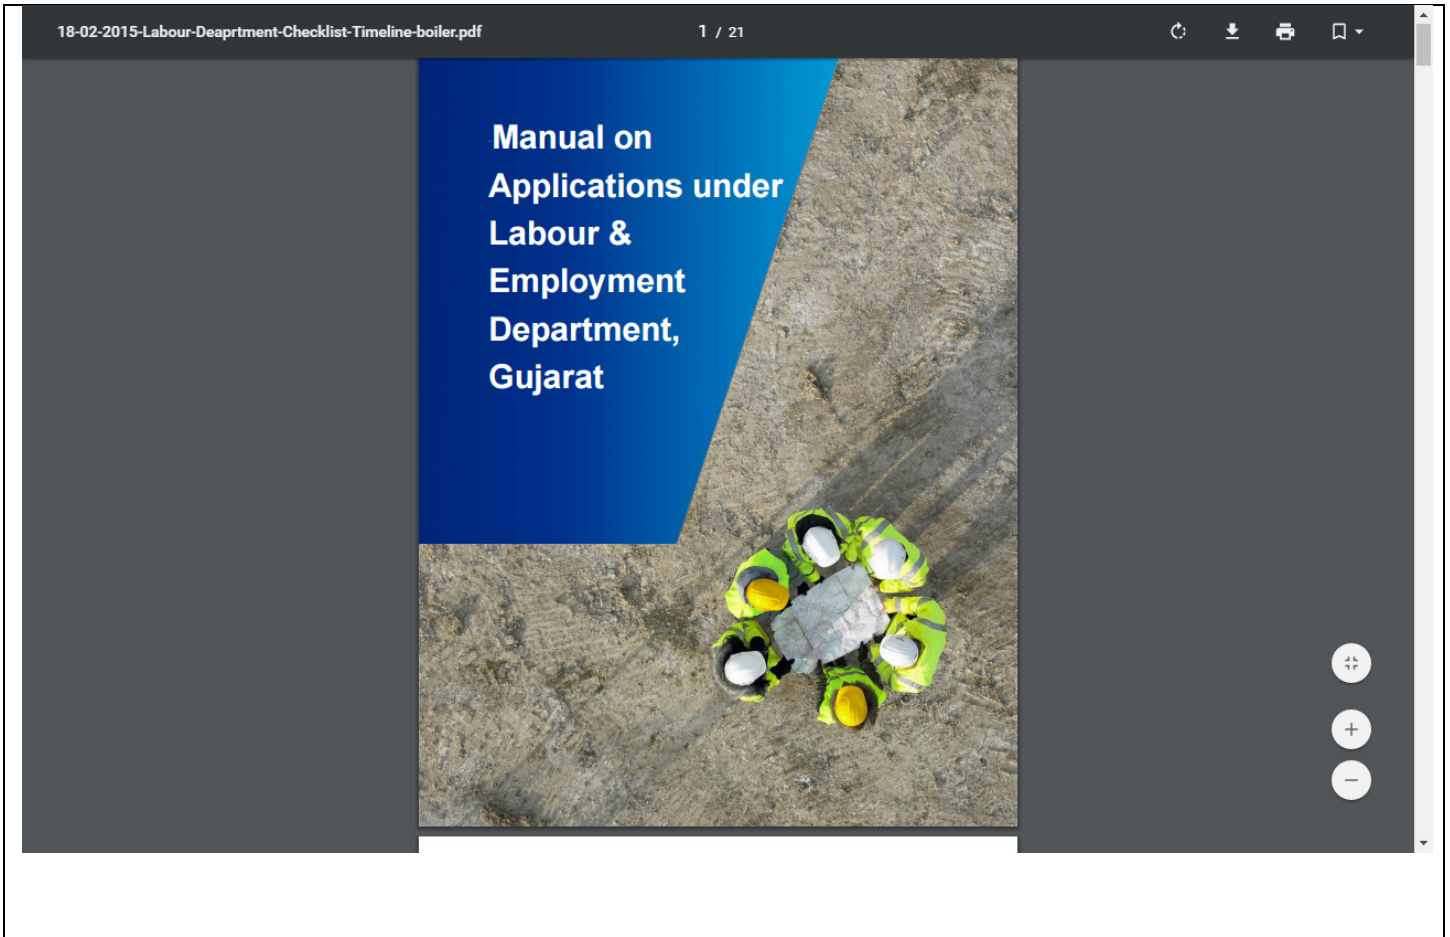 18-02-2015-Labour-Deaprtment-Checklist-Timeline-boiler.pdf
1 / 21
Manual on
Applications under
Labour &
Employment
Department,
Gujarat